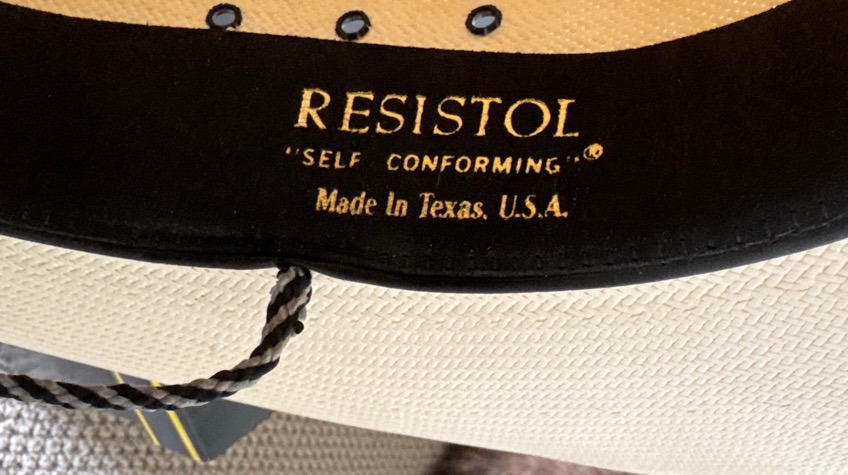 RESISTOL
"SELF CONFORMING"®
Made In Texas, U.S.A.